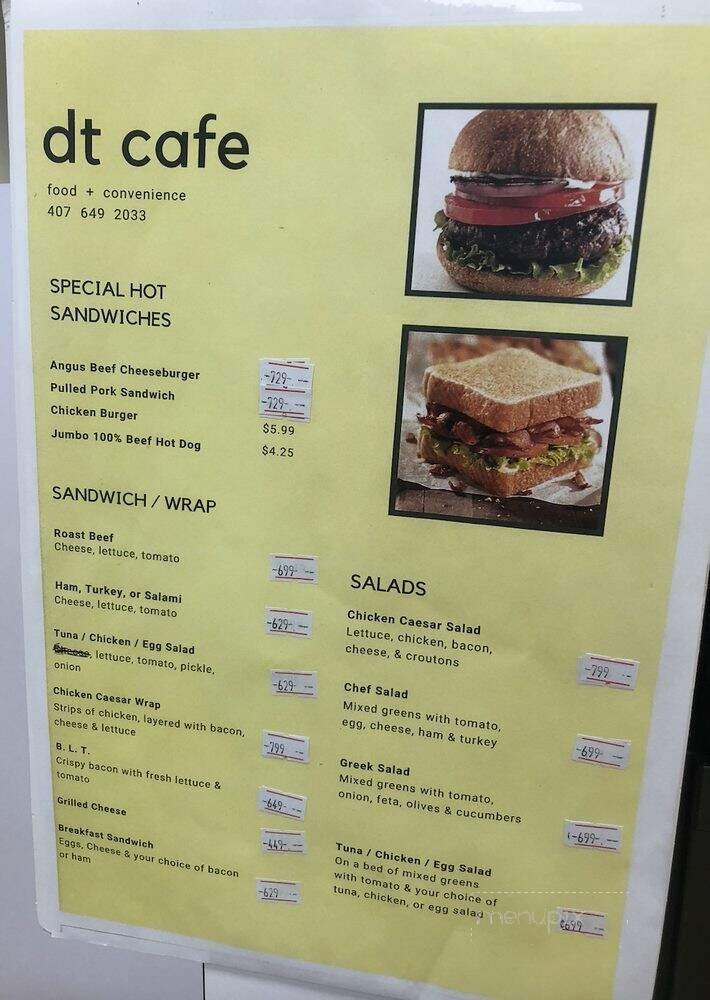 dt cafe
food + convenience
407 649 2033
SPECIAL HOT
SANDWICHES
Angus Beef Cheeseburger -729-
Pulled Pork Sandwich -729-
Chicken Burger $5.99
Jumbo 100% Beef Hot Dog $4.25
SANDWICH / WRAP
Roast Beef
Cheese, lettuce, tomato
-699-
Ham, Turkey, or Salami
Cheese, lettuce, tomato
-629-
Tuna / Chicken / Egg Salad
Cheese, lettuce, tomato, pickle,
onion
-629-
Chicken Caesar Wrap
Strips of chicken, layered with bacon,
cheese & lettuce
-799-
B. L. T.
Crispy bacon with fresh lettuce &
tomato
-649-
Grilled Cheese
-449-
Breakfast Sandwich
Eggs, Cheese & your choice of bacon
or ham
-629-
SALADS
Chicken Caesar Salad
Lettuce, chicken, bacon,
cheese, & croutons
-799-
Chef Salad
Mixed greens with tomato,
egg, cheese, ham & turkey
-699-
Greek Salad
Mixed greens with tomato,
onion, feta, olives & cucumbers
-699-
Tuna / Chicken / Egg Salad
On a bed of mixed greens
with tomato & your choice of
tuna, chicken, or egg salad
¢699
menupix